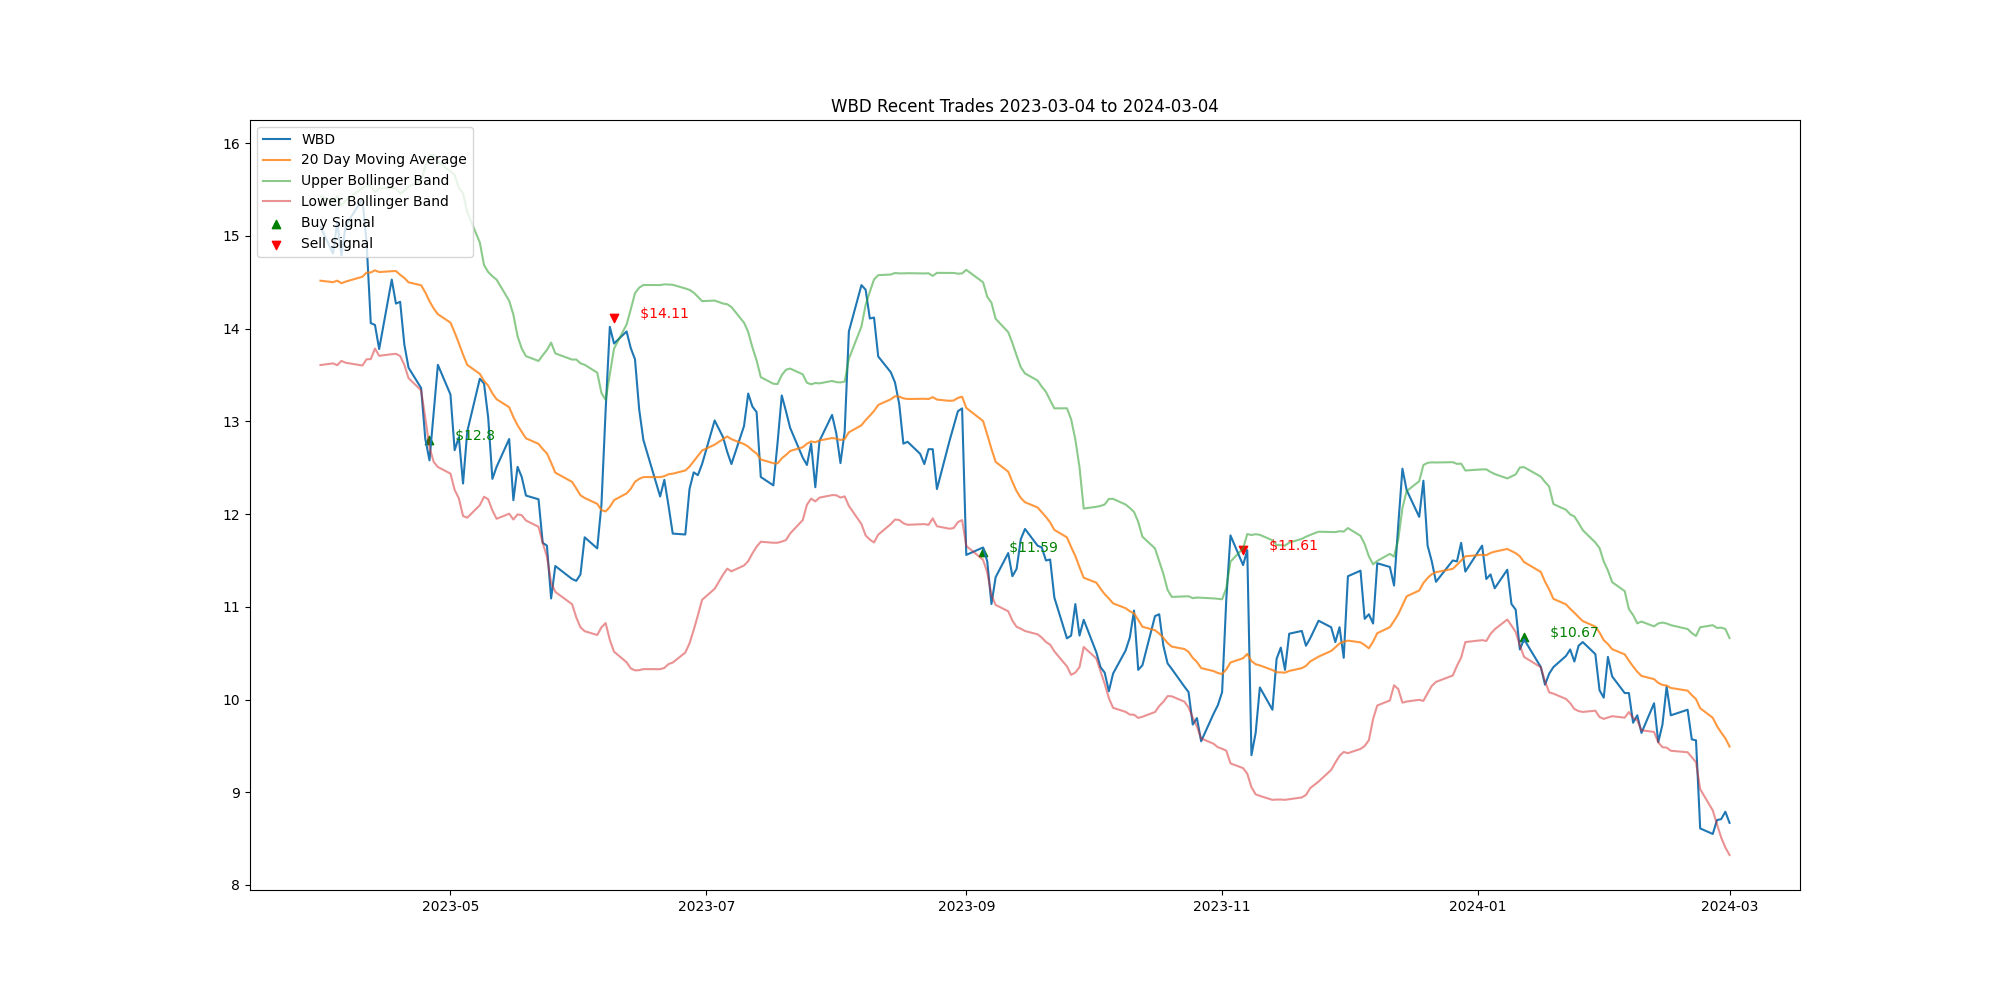 WBD Recent Trades 2023-03-04 to 2024-03-04
WBD
20 Day Moving Average
Upper Bollinger Band
Lower Bollinger Band
Buy Signal
Sell Signal
16
15
14
13
12
11
10
9
8
$14.11
$12.8
$11.59
$11.61
$10.67
2023-05
2023-07
2023-09
2023-11
2024-01
2024-03